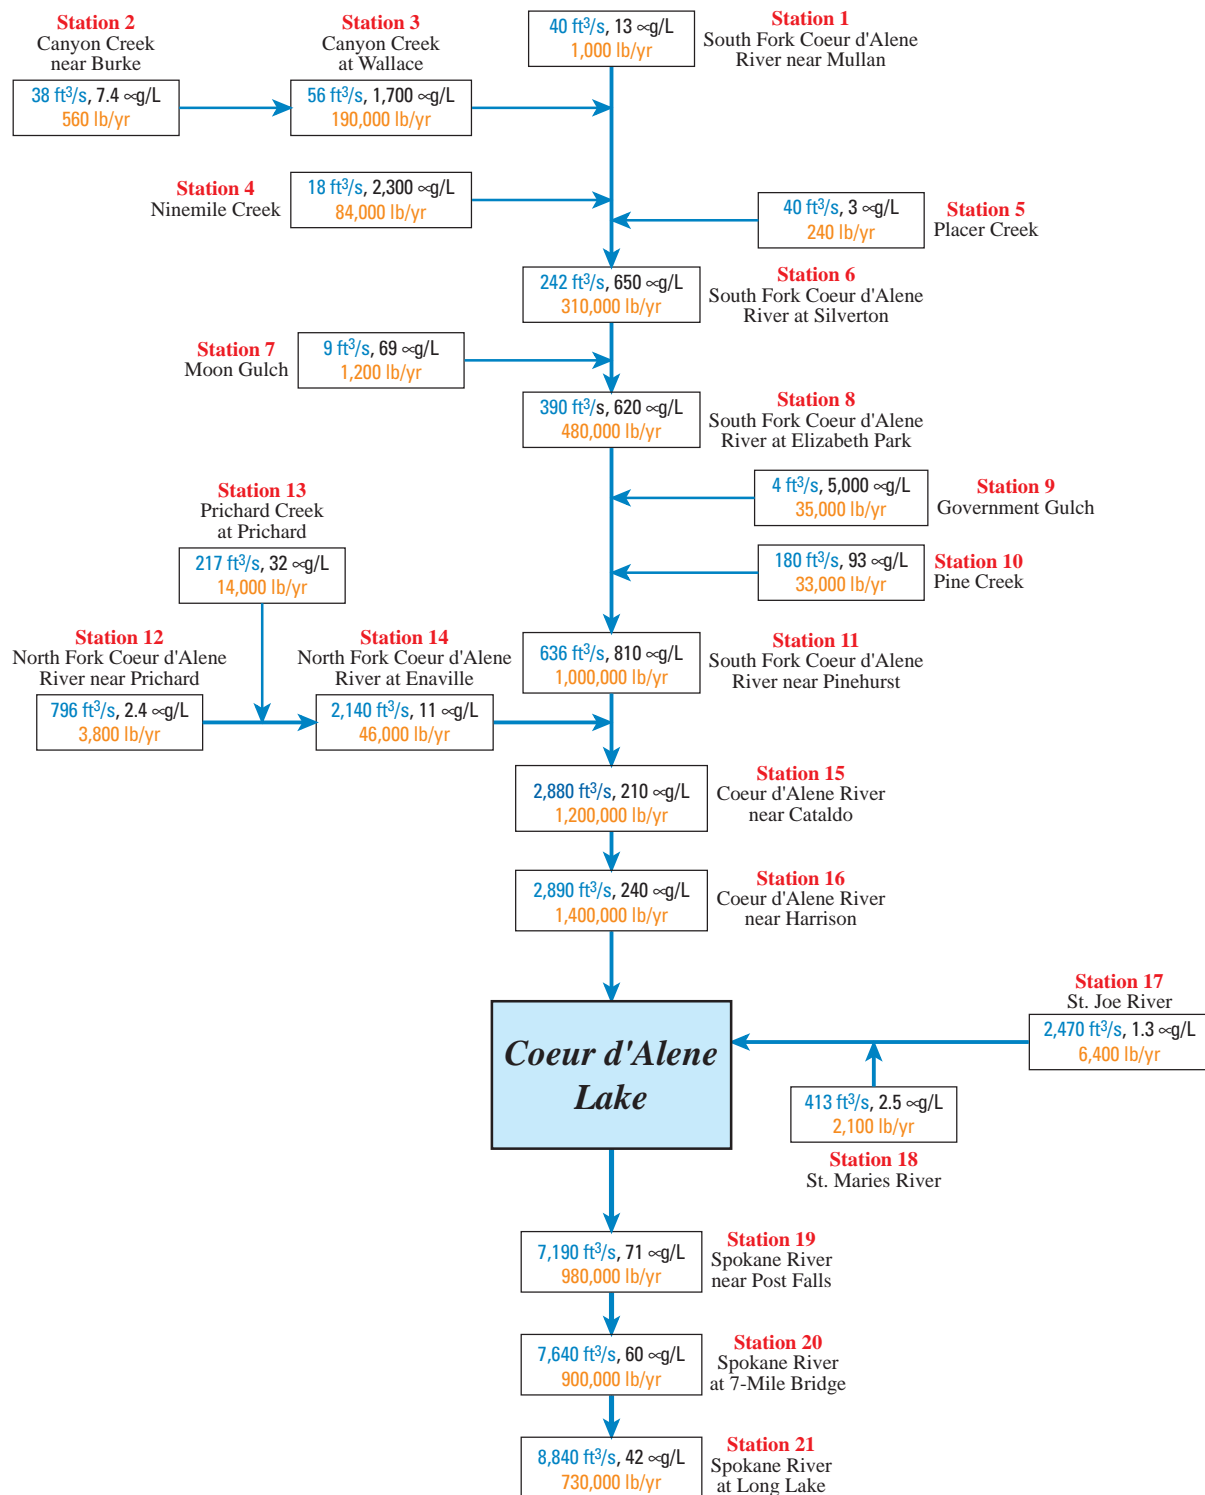 Station 1
South Fork Coeur d'Alene
River near Mullan
40 ft³/s, 13 ∝g/L
1,000 lb/yr
Station 2
Canyon Creek
near Burke
38 ft³/s, 7.4 ∝g/L
560 lb/yr
Station 3
Canyon Creek
at Wallace
56 ft³/s, 1,700 ∝g/L
190,000 lb/yr
Station 4
Ninemile Creek
18 ft³/s, 2,300 ∝g/L
84,000 lb/yr
40 ft³/s, 3 ∝g/L
240 lb/yr
Station 5
Placer Creek
242 ft³/s, 650 ∝g/L
310,000 lb/yr
Station 6
South Fork Coeur d'Alene
River at Silverton
Station 7
Moon Gulch
9 ft³/s, 69 ∝g/L
1,200 lb/yr
390 ft³/s, 620 ∝g/L
480,000 lb/yr
Station 8
South Fork Coeur d'Alene
River at Elizabeth Park
4 ft³/s, 5,000 ∝g/L
35,000 lb/yr
Station 9
Government Gulch
180 ft³/s, 93 ∝g/L
33,000 lb/yr
Station 10
Pine Creek
636 ft³/s, 810 ∝g/L
1,000,000 lb/yr
Station 11
South Fork Coeur d'Alene
River near Pinehurst
Station 13
Prichard Creek
at Prichard
217 ft³/s, 32 ∝g/L
14,000 lb/yr
Station 12
North Fork Coeur d'Alene
River near Prichard
796 ft³/s, 2.4 ∝g/L
3,800 lb/yr
Station 14
North Fork Coeur d'Alene
River at Enaville
2,140 ft³/s, 11 ∝g/L
46,000 lb/yr
2,880 ft³/s, 210 ∝g/L
1,200,000 lb/yr
Station 15
Coeur d'Alene River
near Cataldo
2,890 ft³/s, 240 ∝g/L
1,400,000 lb/yr
Station 16
Coeur d'Alene River
near Harrison
Coeur d'Alene
Lake
Station 17
St. Joe River
2,470 ft³/s, 1.3 ∝g/L
6,400 lb/yr
413 ft³/s, 2.5 ∝g/L
2,100 lb/yr
Station 18
St. Maries River
7,190 ft³/s, 71 ∝g/L
980,000 lb/yr
Station 19
Spokane River
near Post Falls
7,640 ft³/s, 60 ∝g/L
900,000 lb/yr
Station 20
Spokane River
at 7-Mile Bridge
8,840 ft³/s, 42 ∝g/L
730,000 lb/yr
Station 21
Spokane River
at Long Lake